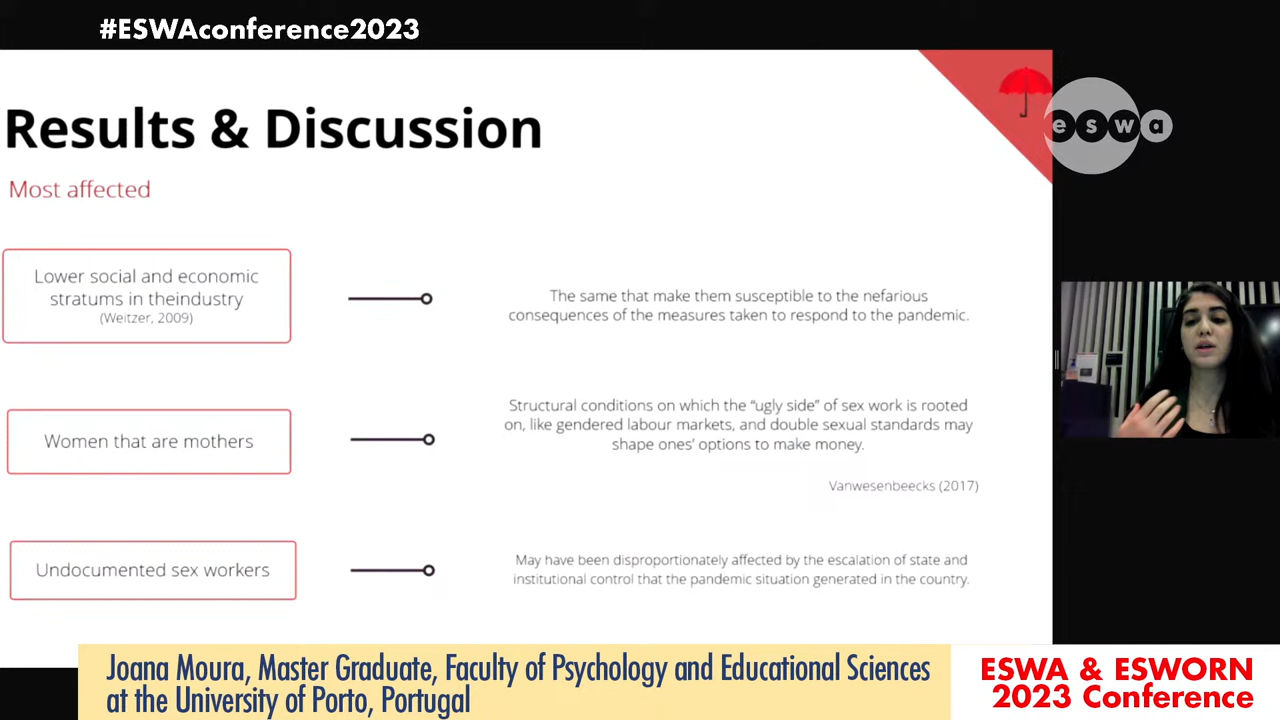 #ESWAconference2023
eswa
Results & Discussion
Most affected
Lower social and economic
stratums in theindustry
(Weitzer, 2009)
The same that make them susceptible to the nefarious
consequences of the measures taken to respond to the pandemic.
Women that are mothers
Structural conditions on which the “ugly side” of sex work is rooted
on, like gendered labour markets, and double sexual standards may
shape ones’ options to make money.
Vanwesenbeecks (2017)
Undocumented sex workers
May have been disproportionately affected by the escalation of state and
institutional control that the pandemic situation generated in the country.
Joana Moura, Master Graduate, Faculty of Psychology and Educational Sciences
at the University of Porto, Portugal
ESWA & ESWORN
2023 Conference